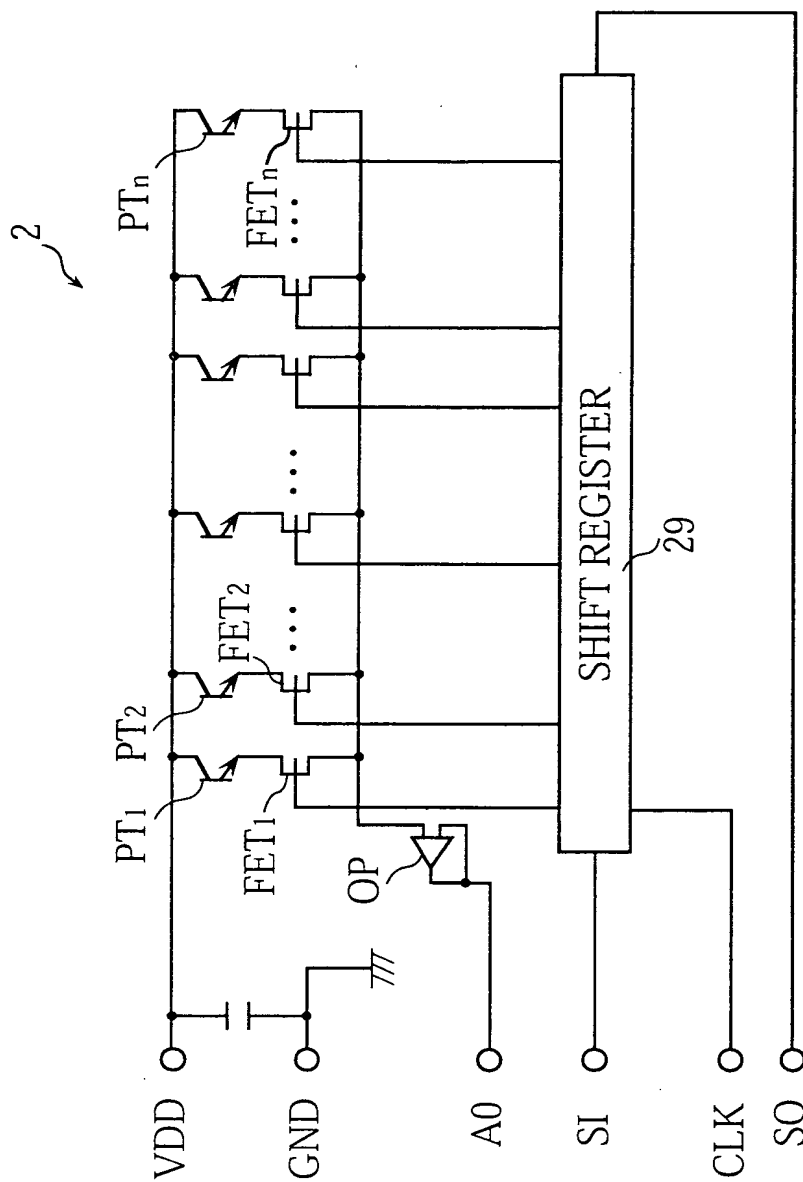 2
PT1
PT2
PTn
FET1
FET2
FETn
OP
SHIFT REGISTER
29
VDD
GND
A0
SI
CLK
SO